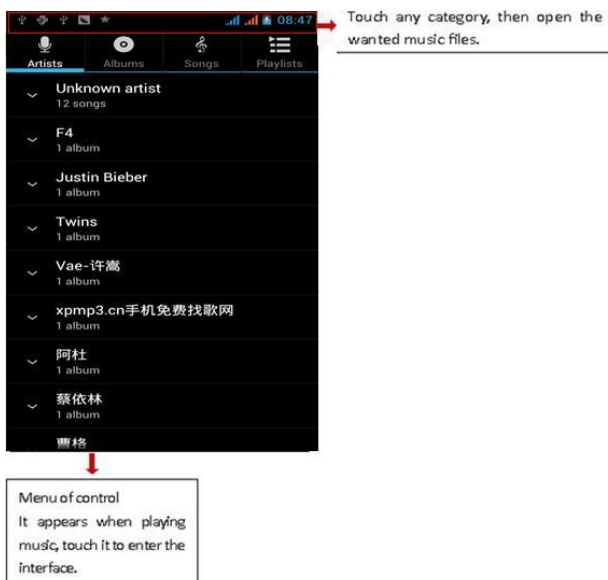 08:47
Touch any category, then open the
wanted music files.
Artists Albums Songs Playlists
Unknown artist
12 songs
F4
1 album
Justin Bieber
1 album
Twins
1 album
Vae-许嵩
1 album
xpmp3.cn手机免费找歌网
1 album
阿杜
1 album
蔡依林
1 album
曹格
Menu of control
It appears when playing
music, touch it to enter the
interface.